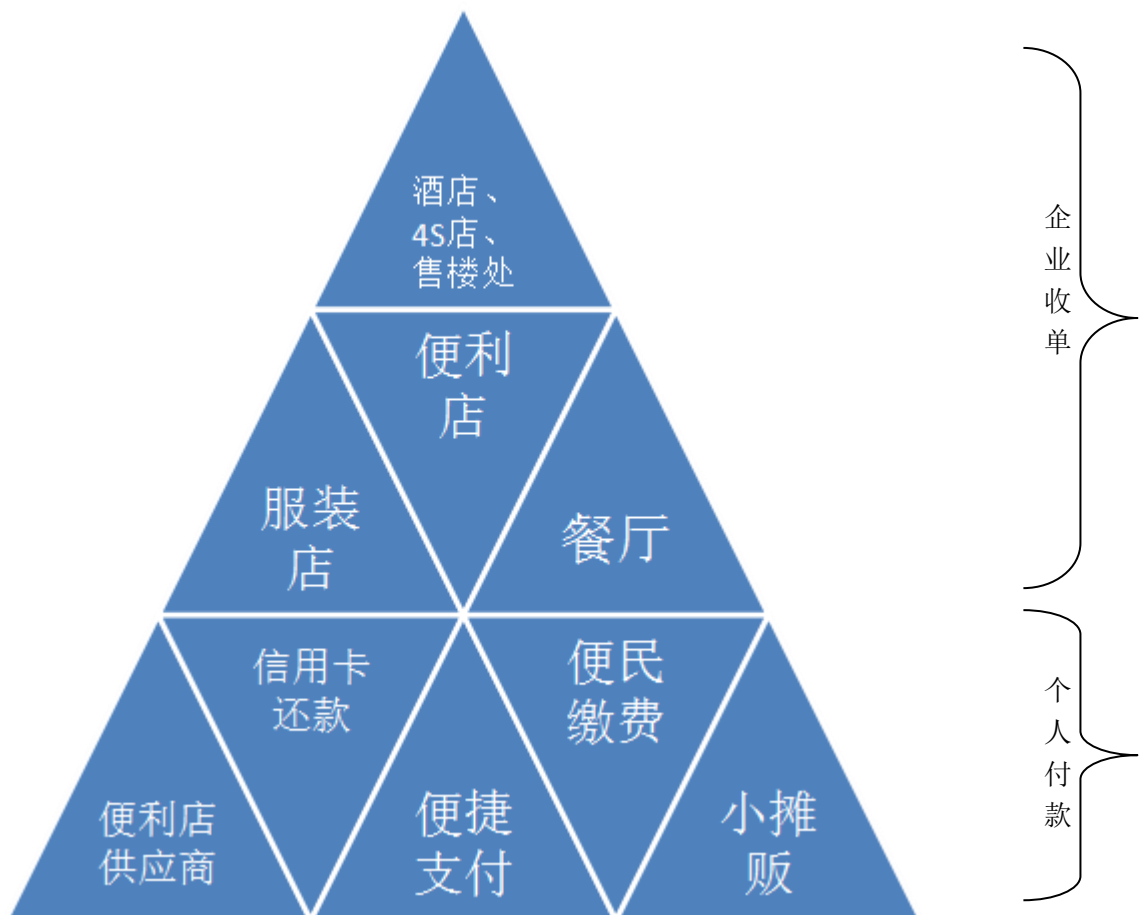 酒店、
4S店、
售楼处
便利
店
服装
店
餐厅
信用卡
还款
便民
缴费
便利店
供应商
便捷
支付
小摊
贩
企
业
收
单
个
人
付
款